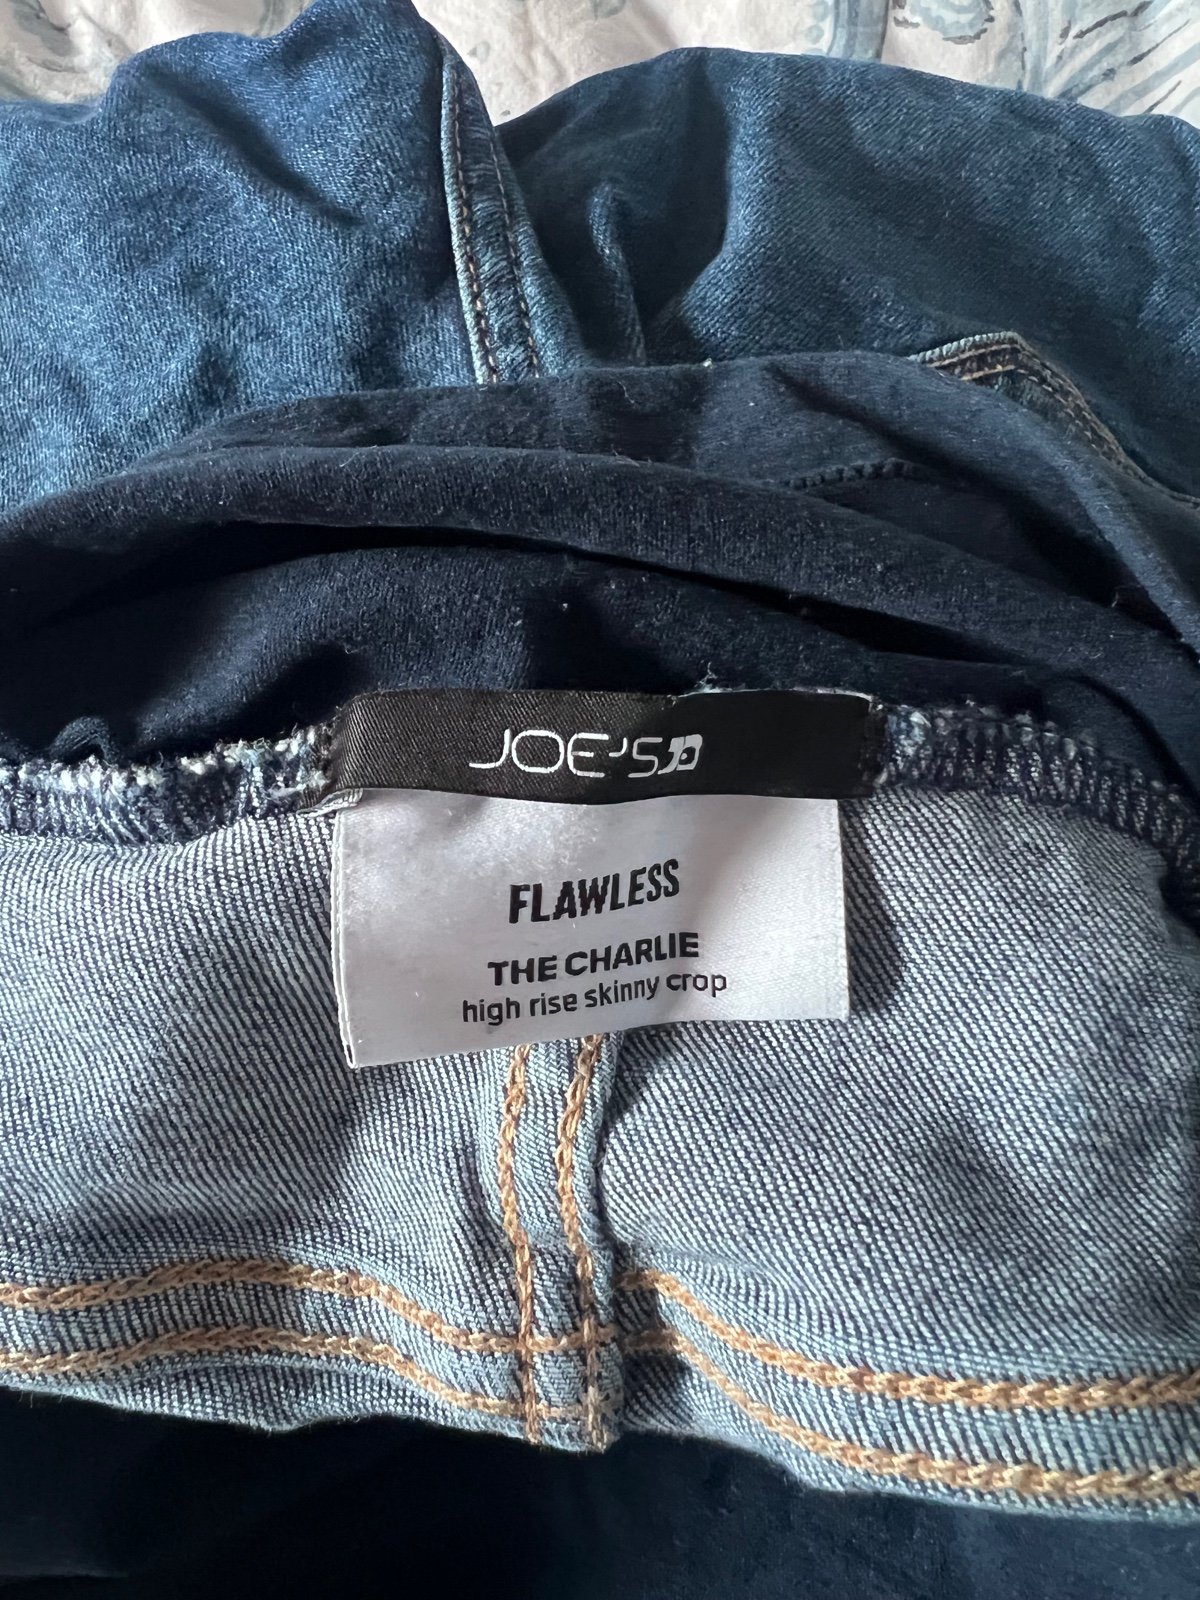 JOE'S
FLAWLESS
THE CHARLIE
high rise skinny crop